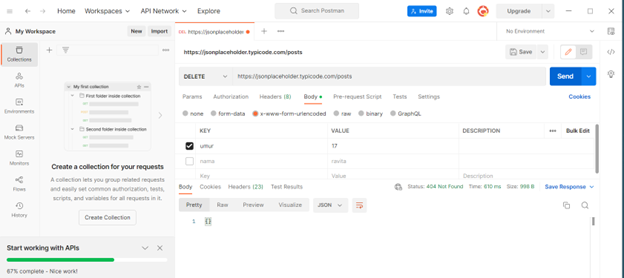 Home Workspaces API Network Explore Search Postman Invite Upgrade
My Workspace New Import DEL https://jsonplaceholder.t No Environment
https://jsonplaceholder.typicode.com/posts Save
Collections
APIs
Environments
Mock Servers
Monitors
Flows
History
My first collection
First folder inside collection
Second folder inside collection
Create a collection for your requests
A collection lets you group related requests
and easily set common authorization, tests,
scripts, and variables for all requests in it.
Create Collection
Start working with APIs
67% complete - Nice work!
DELETE https://jsonplaceholder.typicode.com/posts Send
Params Authorization Headers (8) Body Pre-request Script Tests Settings Cookies
none form-data x-www-form-urlencoded raw binary GraphQL
KEY VALUE DESCRIPTION Bulk Edit
umur 17
name
Key Value Description
Body Cookies Headers (23) Test Results Status: 404 Not Found Time: 610 ms Size: 998 B Save Response
Pretty Raw Preview Visualize JSON
1 {}